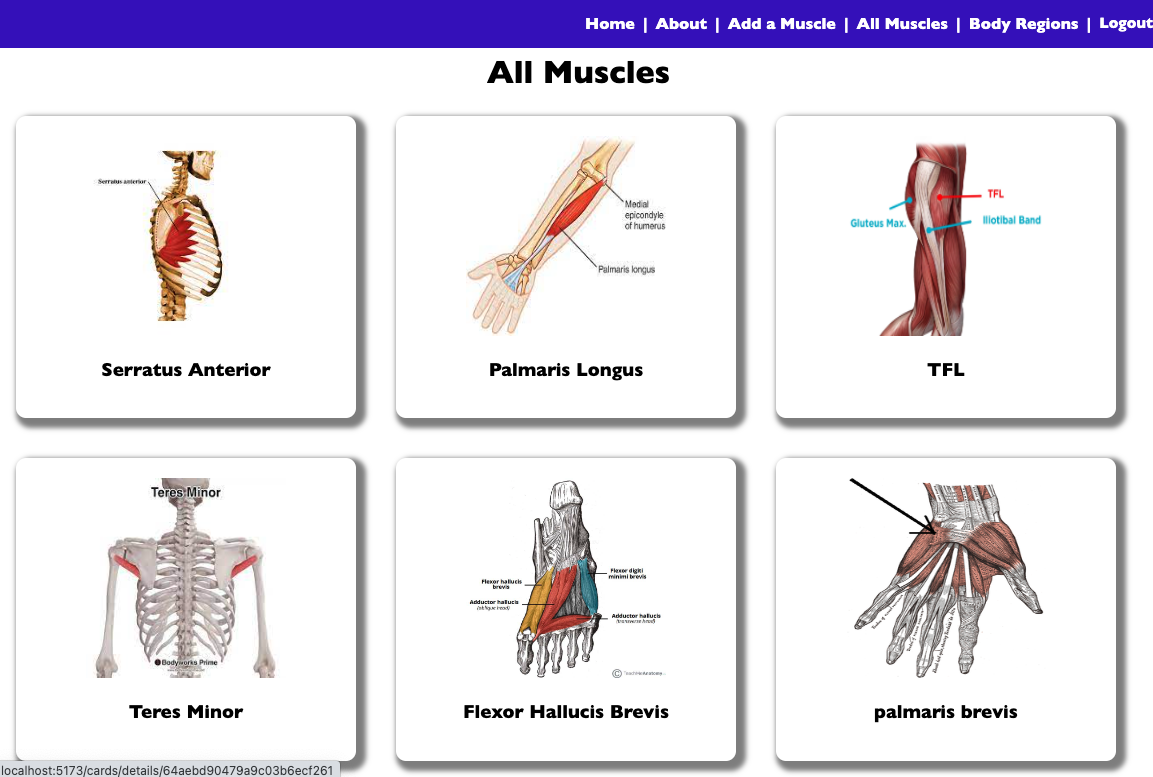 Home | About | Add a Muscle | All Muscles | Body Regions | Logout
All Muscles
Serratus anterior
Serratus Anterior
Medial
epicondyle
of humerus
Palmaris longus
Palmaris Longus
TFL
Gluteus Max.
Iliotibial Band
TFL
Teres Minor
Bodyworks Prime
Teres Minor
Flexor hallucis
brevis
Flexor digiti
minimi brevis
Adductor hallucis
(oblique head)
Adductor hallucis
(transverse head)
© TeachMeAnatomy
Flexor Hallucis Brevis
palmaris brevis
localhost:5173/cards/details/64aebd90479a9c03b6ecf261